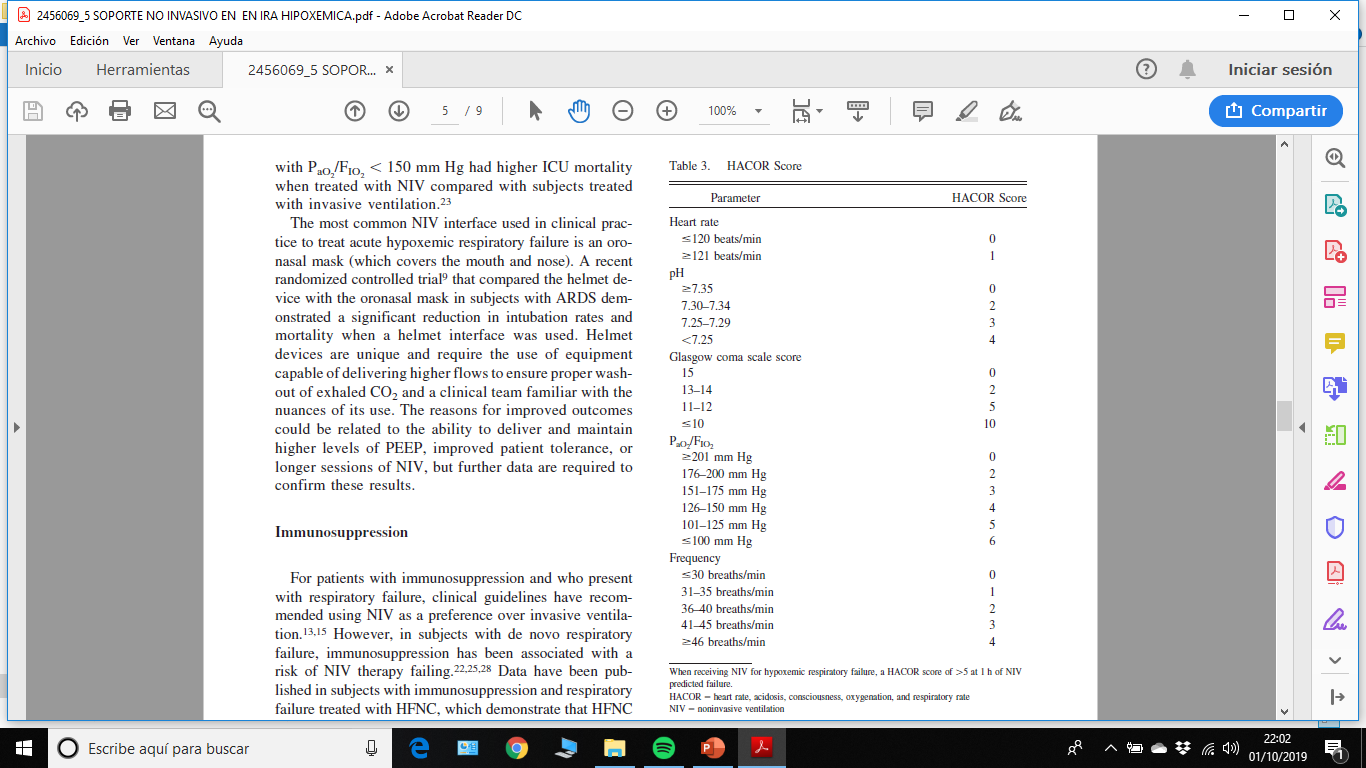 2456069_5 SOPORTE NO INVASIVO EN  EN IRA HIPOXEMICA.pdf - Adobe Acrobat Reader DC
Archivo Edición Ver Ventana Ayuda
Inicio Herramientas 2456069_5 SOPOR... × Iniciar sesión
5 / 9 100% Compartir
with PaO2/FIO2 < 150 mm Hg had higher ICU mortality
when treated with NIV compared with subjects treated
with invasive ventilation.23
The most common NIV interface used in clinical prac-
tice to treat acute hypoxemic respiratory failure is an oro-
nasal mask (which covers the mouth and nose). A recent
randomized controlled trial9 that compared the helmet de-
vice with the oronasal mask in subjects with ARDS dem-
onstrated a significant reduction in intubation rates and
mortality when a helmet interface was used. Helmet
devices are unique and require the use of equipment
capable of delivering higher flows to ensure proper wash-
out of exhaled CO2 and a clinical team familiar with the
nuances of its use. The reasons for improved outcomes
could be related to the ability to deliver and maintain
higher levels of PEEP, improved patient tolerance, or
longer sessions of NIV, but further data are required to
confirm these results.
Immunosuppression
For patients with immunosuppression and who present
with respiratory failure, clinical guidelines have recom-
mended using NIV as a preference over invasive ventila-
tion.13,15 However, in subjects with de novo respiratory
failure, immunosuppression has been associated with a
risk of NIV therapy failing.22,25,28 Data have been pub-
lished in subjects with immunosuppression and respiratory
failure treated with HFNC, which demonstrate that HFNC
Table 3. HACOR Score
Parameter HACOR Score
Heart rate
≤120 beats/min 0
≥121 beats/min 1
pH
≥7.35 0
7.30–7.34 2
7.25–7.29 3
<7.25 4
Glasgow coma scale score
15 0
13–14 2
11–12 5
≤10 10
PaO2/FIO2
≥201 mm Hg 0
176–200 mm Hg 2
151–175 mm Hg 3
126–150 mm Hg 4
101–125 mm Hg 5
≤100 mm Hg 6
Frequency
≤30 breaths/min 0
31–35 breaths/min 1
36–40 breaths/min 2
41–45 breaths/min 3
≥46 breaths/min 4
When receiving NIV for hypoxemic respiratory failure, a HACOR score of >5 at 1 h of NIV
predicted failure.
HACOR = heart rate, acidosis, consciousness, oxygenation, and respiratory rate
NIV = noninvasive ventilation
Escribe aquí para buscar
22:02
01/10/2019
1